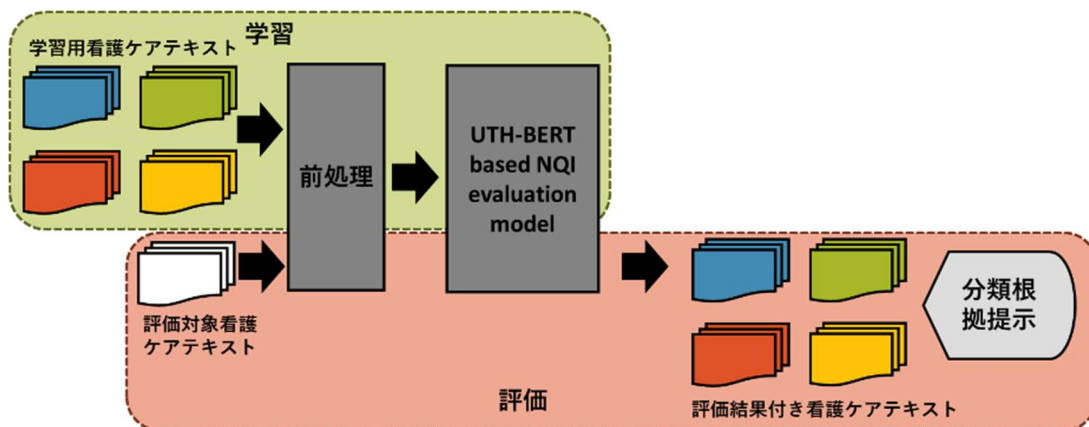 学習
学習用看護ケアテキスト
前処理
UTH-BERT
based NQI
evaluation
model
評価対象看護
ケアテキスト
分類根
拠提示
評価
評価結果付き看護ケアテキスト